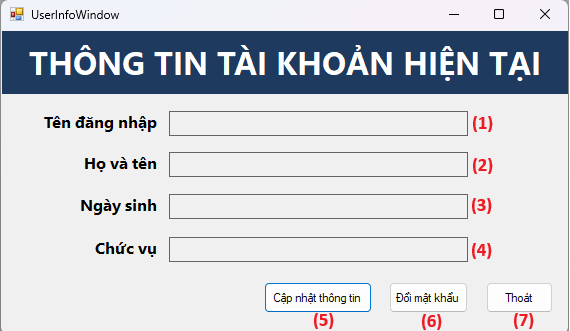 UserInfoWindow
THÔNG TIN TÀI KHOẢN HIỆN TẠI
Tên đăng nhập (1)
Họ và tên (2)
Ngày sinh (3)
Chức vụ (4)
Cập nhật thông tin Đổi mật khẩu Thoát
(5) (6) (7)